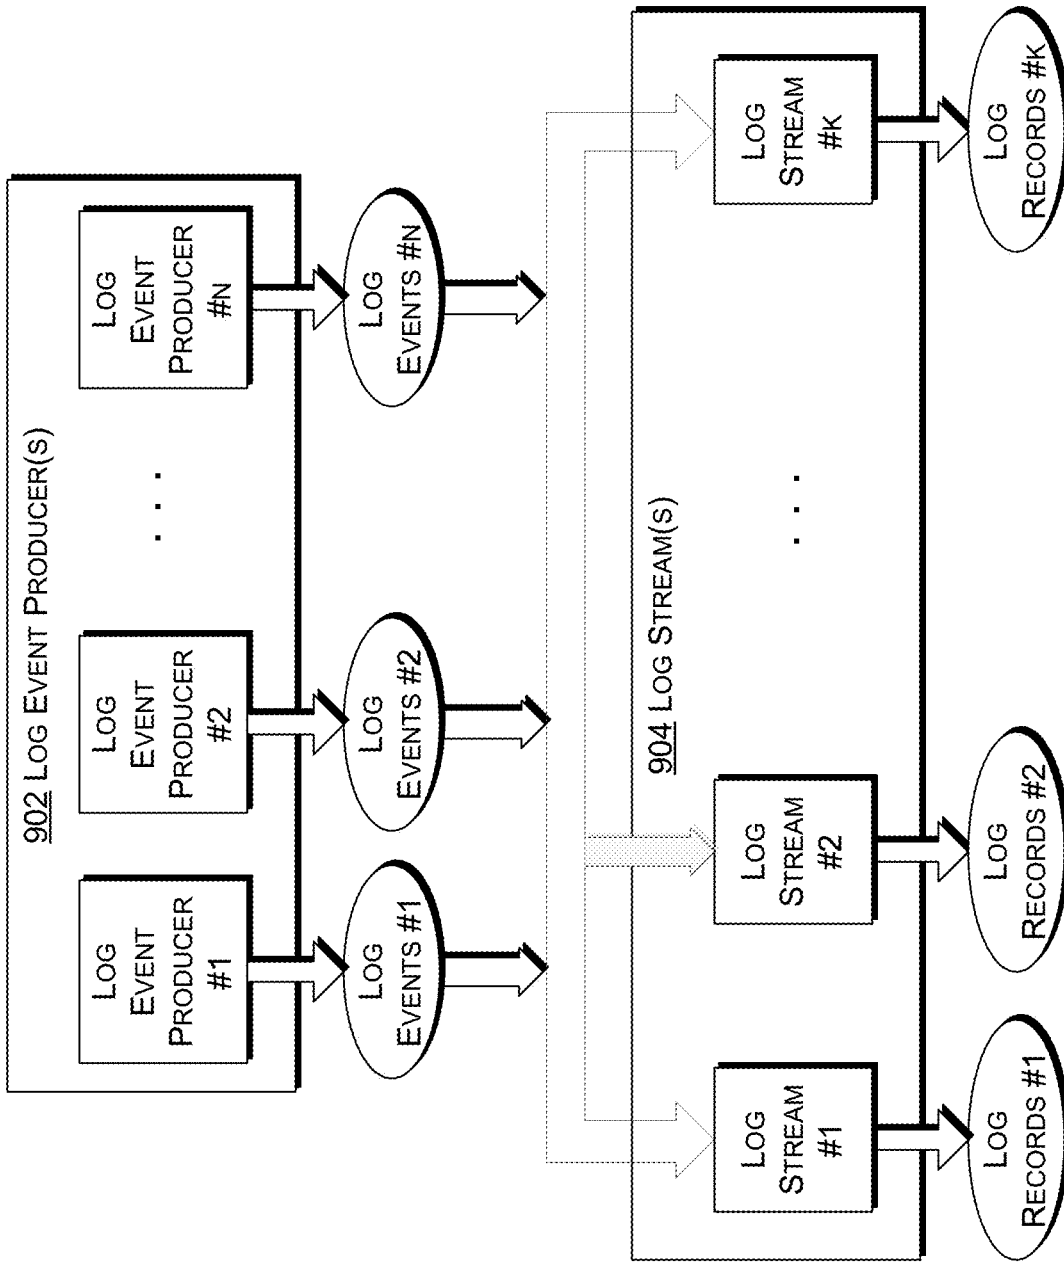 902 LOG EVENT PRODUCER(S)
LOG
EVENT
PRODUCER
#1
LOG
EVENT
PRODUCER
#2
. . .
LOG
EVENT
PRODUCER
#N
LOG
EVENTS #1
LOG
EVENTS #2
LOG
EVENTS #N
904 LOG STREAM(S)
LOG
STREAM
#1
LOG
STREAM
#2
. . .
LOG
STREAM
#K
LOG
RECORDS #1
LOG
RECORDS #2
LOG
RECORDS #K